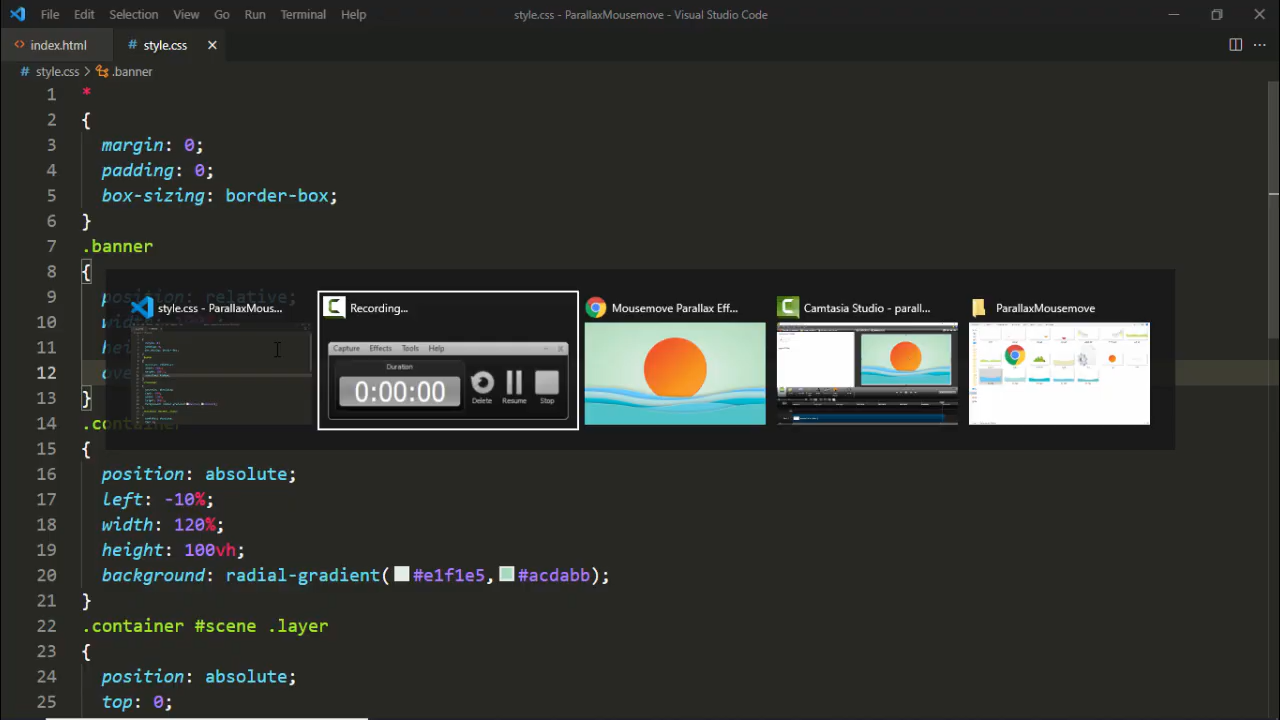 File Edit Selection View Go Run Terminal Help
style.css - ParallaxMousemove - Visual Studio Code
index.html
style.css
style.css > .banner
1 *
2 {
3 margin: 0;
4 padding: 0;
5 box-sizing: border-box;
6 }
7 .banner
8 {
9 position: relative;
10
11
12
13 }
14
15 {
16 position: absolute;
17 left: -10%;
18 width: 120%;
19 height: 100vh;
20 background: radial-gradient(#e1f1e5,#acdabb);
21 }
22 .container #scene .layer
23 {
24 position: absolute;
25 top: 0;
style.css - ParallaxMous...
Recording...
Capture Effects Tools Help
Duration
0:00:00
Delete Resume Stop
Mousemove Parallax Eff...
Camtasia Studio - parall...
ParallaxMousemove